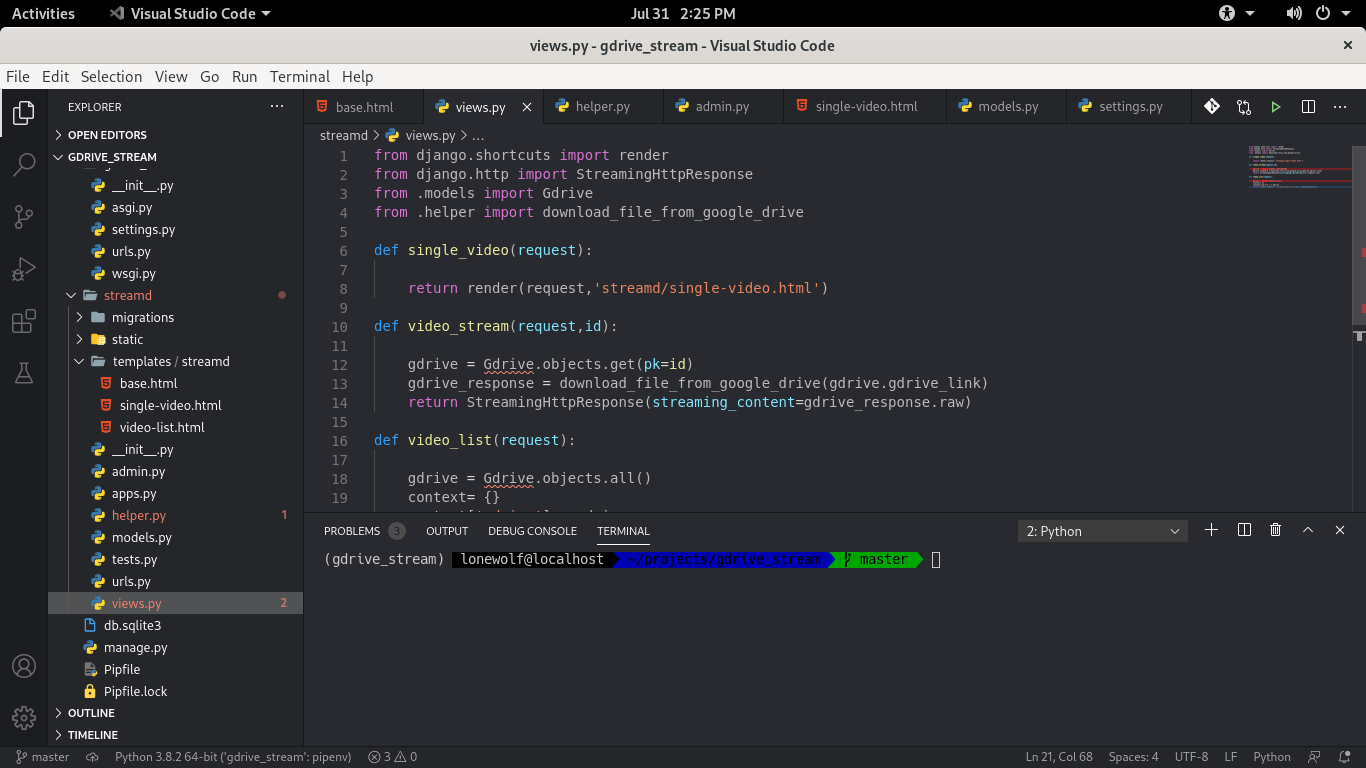 Activities Visual Studio Code Jul 31 2:25 PM
views.py - gdrive_stream - Visual Studio Code
File Edit Selection View Go Run Terminal Help
EXPLORER
OPEN EDITORS
GDRIVE_STREAM
__init__.py
asgi.py
settings.py
urls.py
wsgi.py
streamd
migrations
static
templates / streamd
base.html
single-video.html
video-list.html
__init__.py
admin.py
apps.py
helper.py 1
models.py
tests.py
urls.py
views.py 2
db.sqlite3
manage.py
Pipfile
Pipfile.lock
OUTLINE
TIMELINE
base.html views.py helper.py admin.py single-video.html models.py settings.py
streamd > views.py > ...
1 from django.shortcuts import render
2 from django.http import StreamingHttpResponse
3 from .models import Gdrive
4 from .helper import download_file_from_google_drive
5
6 def single_video(request):
7
8 return render(request,'streamd/single-video.html')
9
10 def video_stream(request,id):
11
12 gdrive = Gdrive.objects.get(pk=id)
13 gdrive_response = download_file_from_google_drive(gdrive.gdrive_link)
14 return StreamingHttpResponse(streaming_content=gdrive_response.raw)
15
16 def video_list(request):
17
18 gdrive = Gdrive.objects.all()
19 context= {}
PROBLEMS 3 OUTPUT DEBUG CONSOLE TERMINAL 2: Python
(gdrive_stream) lonewolf@localhost ~/projects/gdrive_stream master
master Python 3.8.2 64-bit ('gdrive_stream': pipenv) 3 0 Ln 21, Col 68 Spaces: 4 UTF-8 LF Python